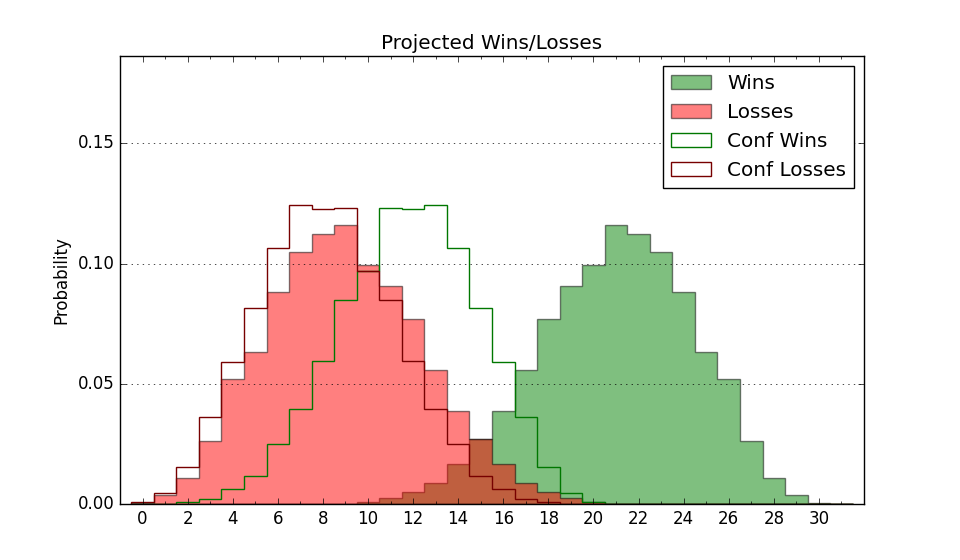 Projected Wins/Losses
Wins
Losses
Conf Wins
Conf Losses
Probability
0.15
0.10
0.05
0.00
0 2 4 6 8 10 12 14 16 18 20 22 24 26 28 30